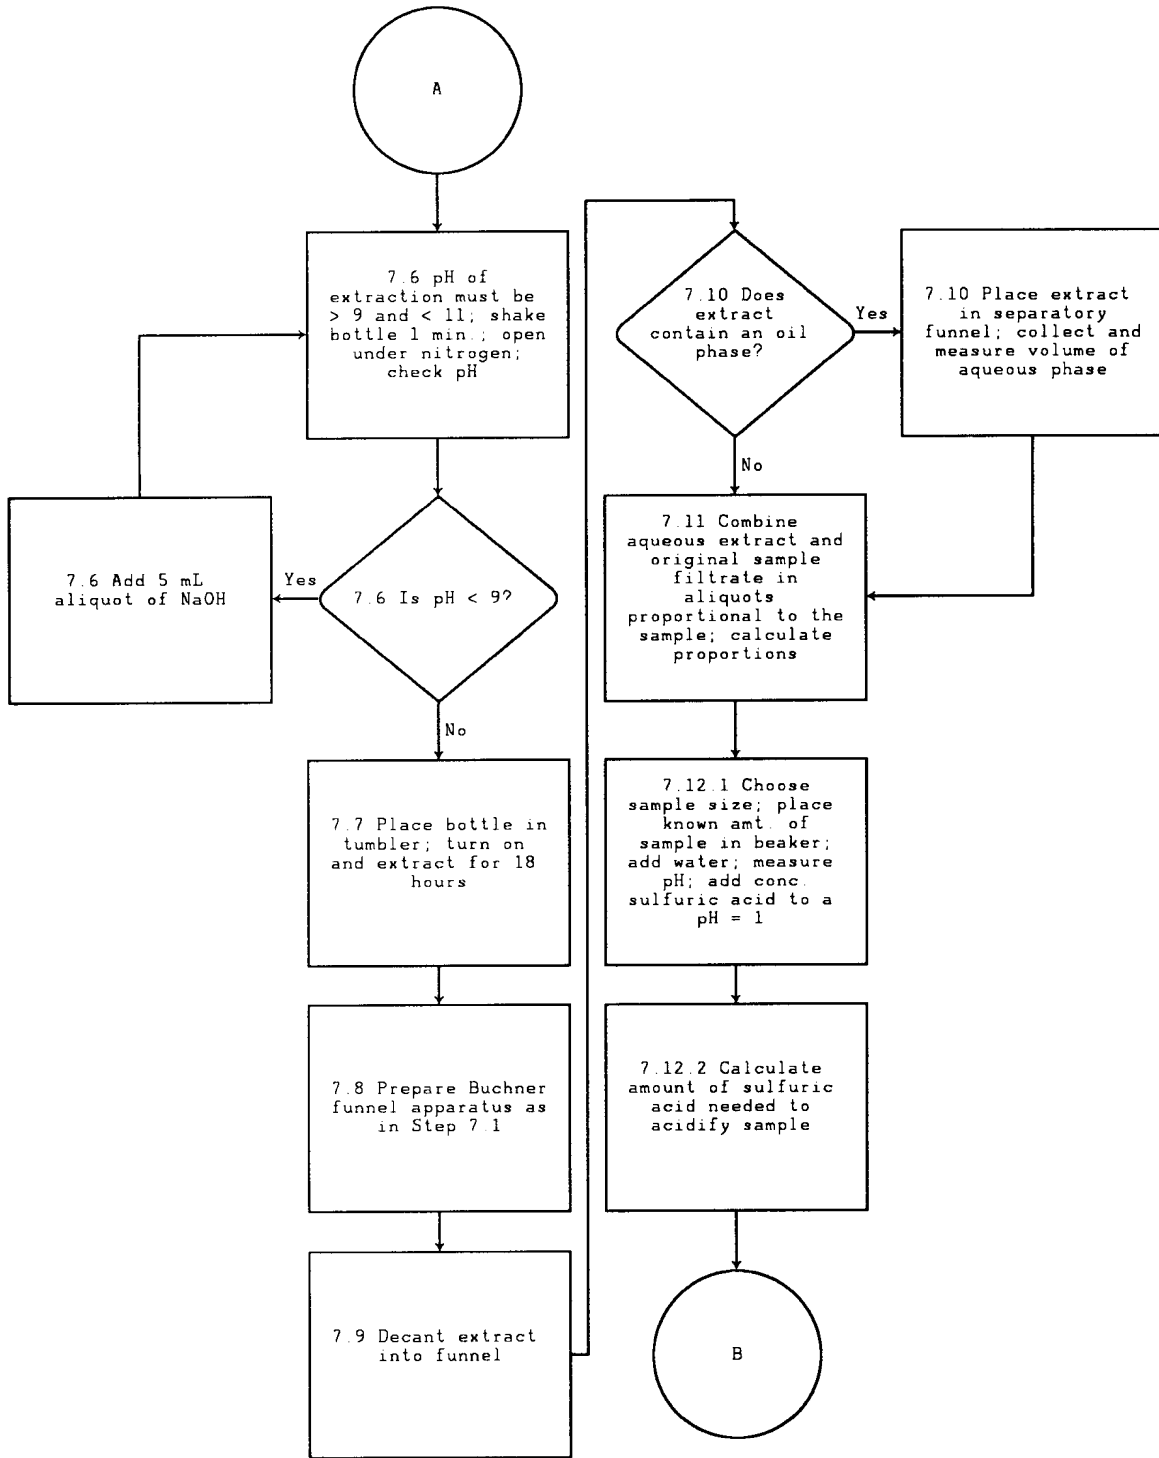 A
7.6 pH of
extraction must be
> 9 and < 11; shake
bottle 1 min.; open
under nitrogen;
check pH
7.6 Add 5 mL
aliquot of NaOH
Yes
7.6 Is pH < 9?
No
7.7 Place bottle in
tumbler; turn on
and extract for 18
hours
7.8 Prepare Buchner
funnel apparatus as
in Step 7.1
7.9 Decant extract
into funnel
7.10 Does
extract
contain an oil
phase?
Yes
7.10 Place extract
in separatory
funnel; collect and
measure volume of
aqueous phase
No
7.11 Combine
aqueous extract and
original sample
filtrate in
aliquots
proportional to the
sample; calculate
proportions
7.12.1 Choose
sample size; place
known amt. of
sample in beaker;
add water; measure
pH; add conc.
sulfuric acid to a
pH = 1
7.12.2 Calculate
amount of sulfuric
acid needed to
acidify sample
B